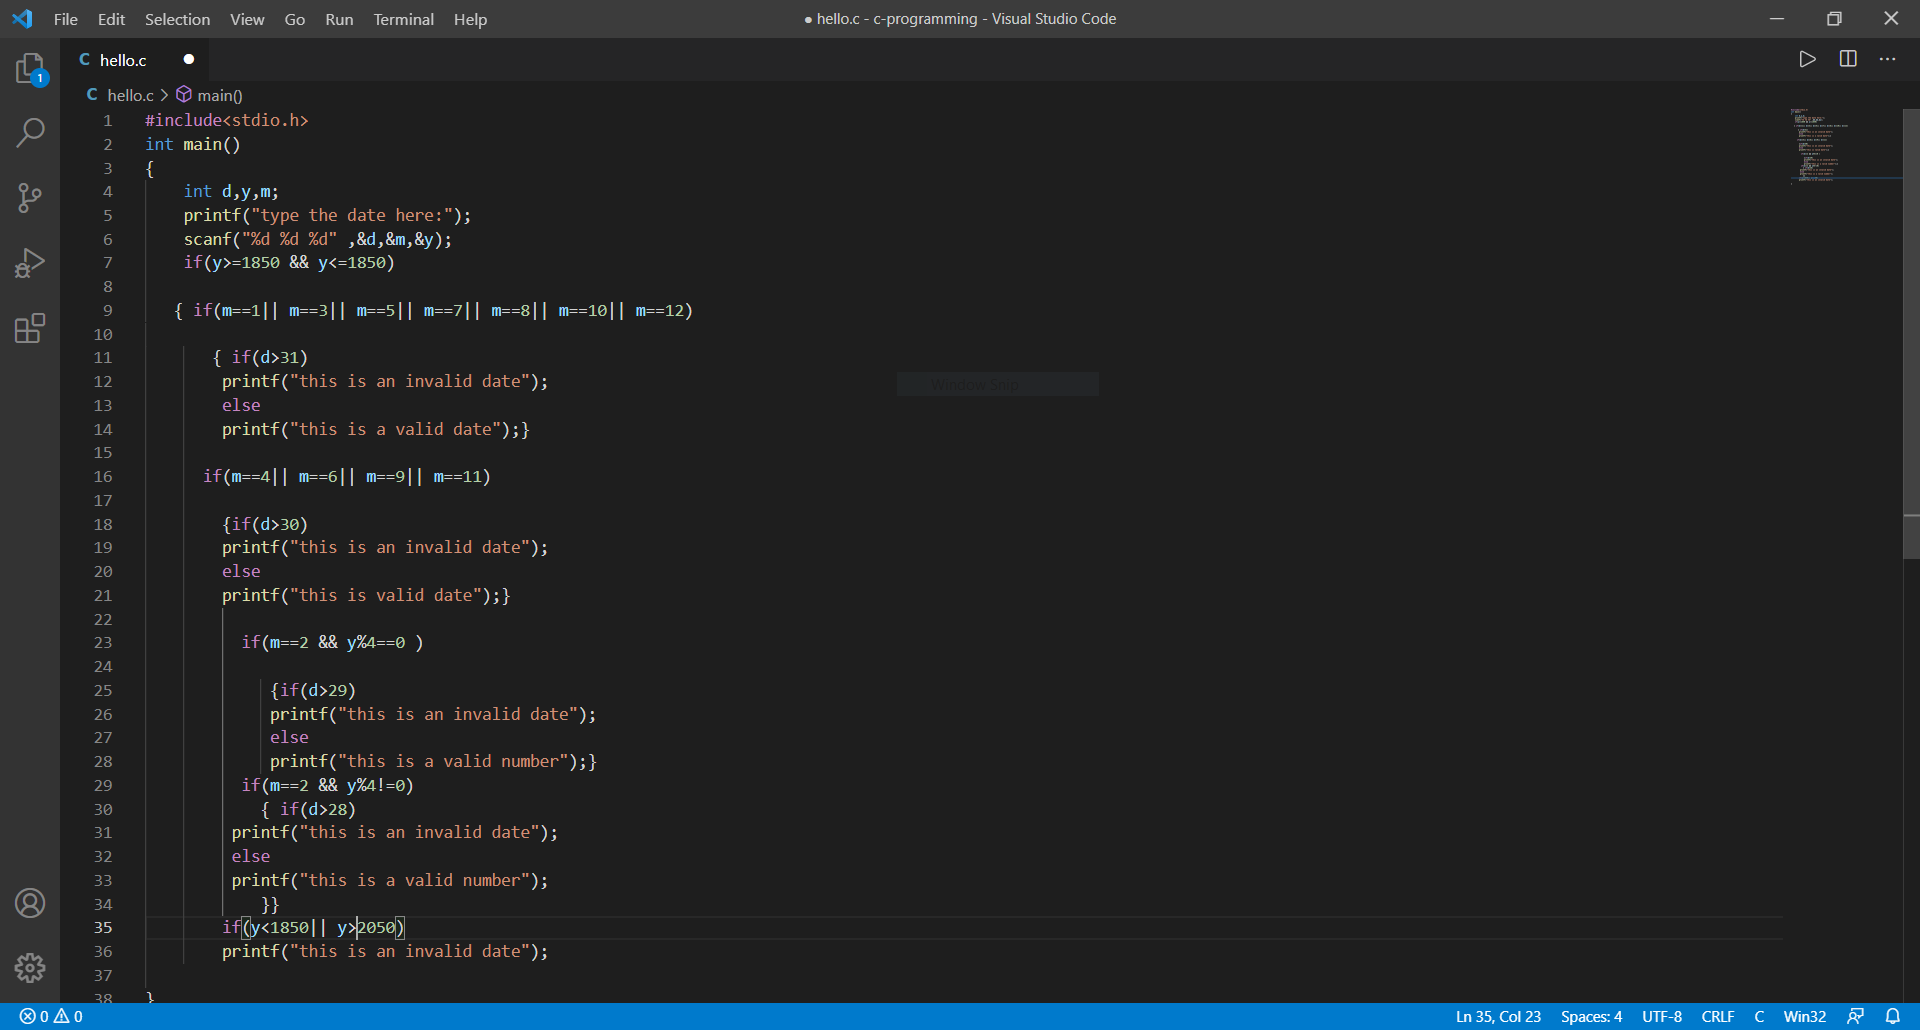 File Edit Selection View Go Run Terminal Help ● hello.c - c-programming - Visual Studio Code
C hello.c ●
C hello.c > main()
1 #include<stdio.h>
2 int main()
3 {
4 int d,y,m;
5 printf("type the date here:");
6 scanf("%d %d %d" ,&d,&m,&y);
7 if(y>=1850 && y<=1850)
8
9 { if(m==1|| m==3|| m==5|| m==7|| m==8|| m==10|| m==12)
10
11 { if(d>31)
12 printf("this is an invalid date");
13 else
14 printf("this is a valid date");}
15
16 if(m==4|| m==6|| m==9|| m==11)
17
18 {if(d>30)
19 printf("this is an invalid date");
20 else
21 printf("this is valid date");}
22
23 if(m==2 && y%4==0 )
24
25 {if(d>29)
26 printf("this is an invalid date");
27 else
28 printf("this is a valid number");}
29 if(m==2 && y%4!=0)
30 { if(d>28)
31 printf("this is an invalid date");
32 else
33 printf("this is a valid number");
34 }}
35 if(y<1850|| y>2050)
36 printf("this is an invalid date");
37
38 }
1
Window Snip
0 0 Ln 35, Col 23 Spaces: 4 UTF-8 CRLF C Win32